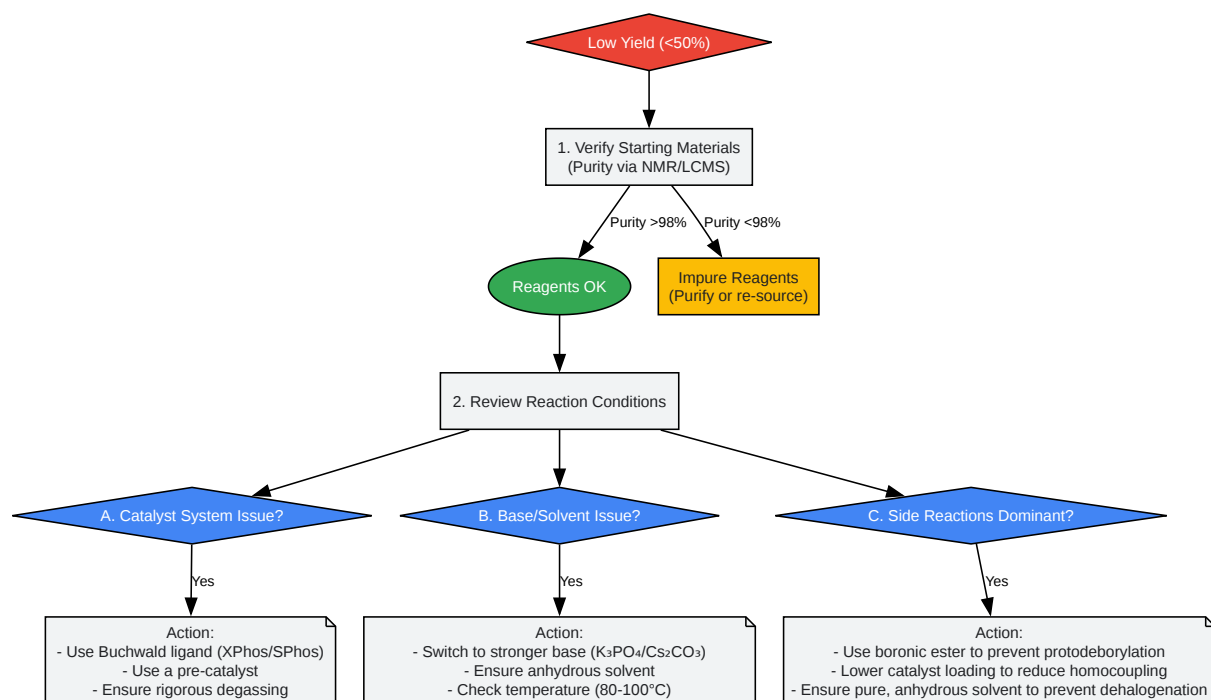 Low Yield (<50%)
1. Verify Starting Materials
(Purity via NMR/LCMS)
Purity >98%
Purity <98%
Reagents OK
Impure Reagents
(Purify or re-source)
2. Review Reaction Conditions
A. Catalyst System Issue?
B. Base/Solvent Issue?
C. Side Reactions Dominant?
Yes
Yes
Yes
Action:
- Use Buchwald ligand (XPhos/SPhos)
- Use a pre-catalyst
- Ensure rigorous degassing
Action:
- Switch to stronger base (K₃PO₄/Cs₂CO₃)
- Ensure anhydrous solvent
- Check temperature (80-100°C)
Action:
- Use boronic ester to prevent protodeborylation
- Lower catalyst loading to reduce homocoupling
- Ensure pure, anhydrous solvent to prevent dehalogenation